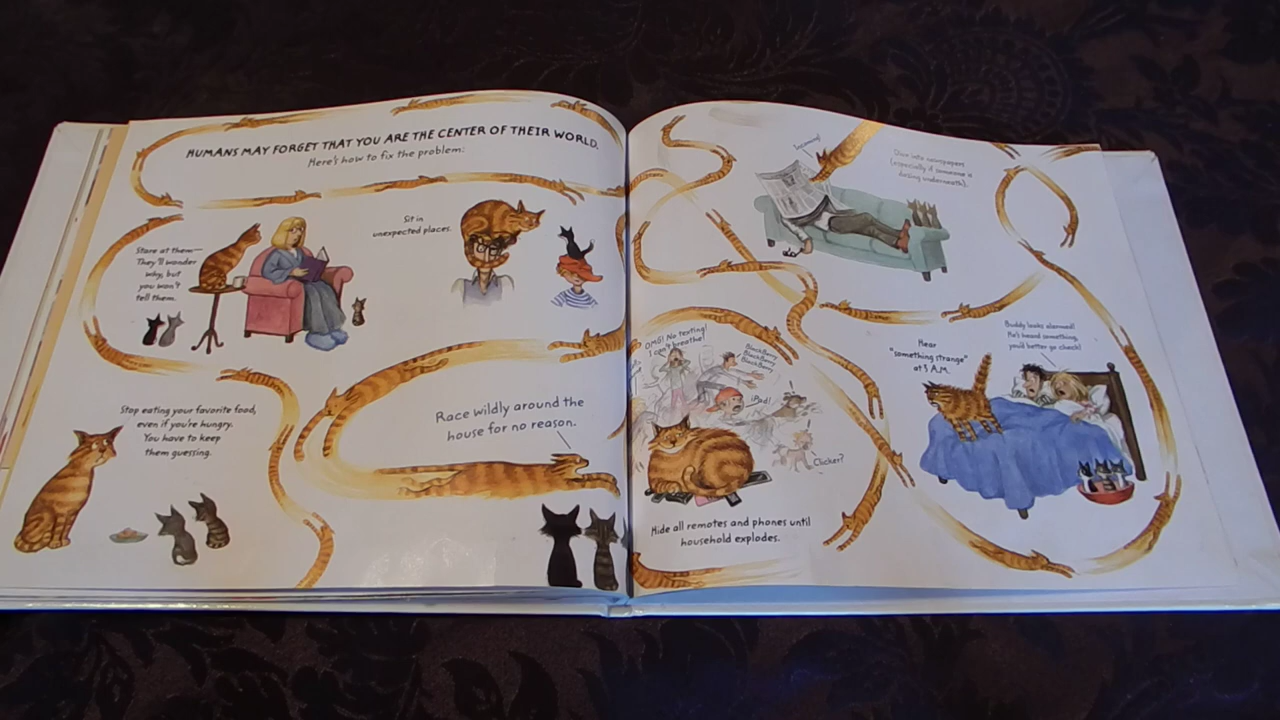 HUMANS MAY FORGET THAT YOU ARE THE CENTER OF THEIR WORLD.
Here's how to fix the problem:
Stare at them—
They'll wonder
why, but
you won't
tell them.
Sit in
unexpected places.
Stop eating your favorite food,
even if you're hungry.
You have to keep
them guessing.
Race wildly around the
house for no reason.
Incoming!
Dive into newspapers
(especially if someone is
dozing underneath).
OMG! No texting!
I can't breathe!
BlackBerry
BlackBerry
BlackBerry
iPad!
Clicker?
Hide all remotes and phones until
household explodes.
Hear
"something strange"
at 3 A.M.
Buddy looks alarmed!
He's heard something,
you'd better go check!